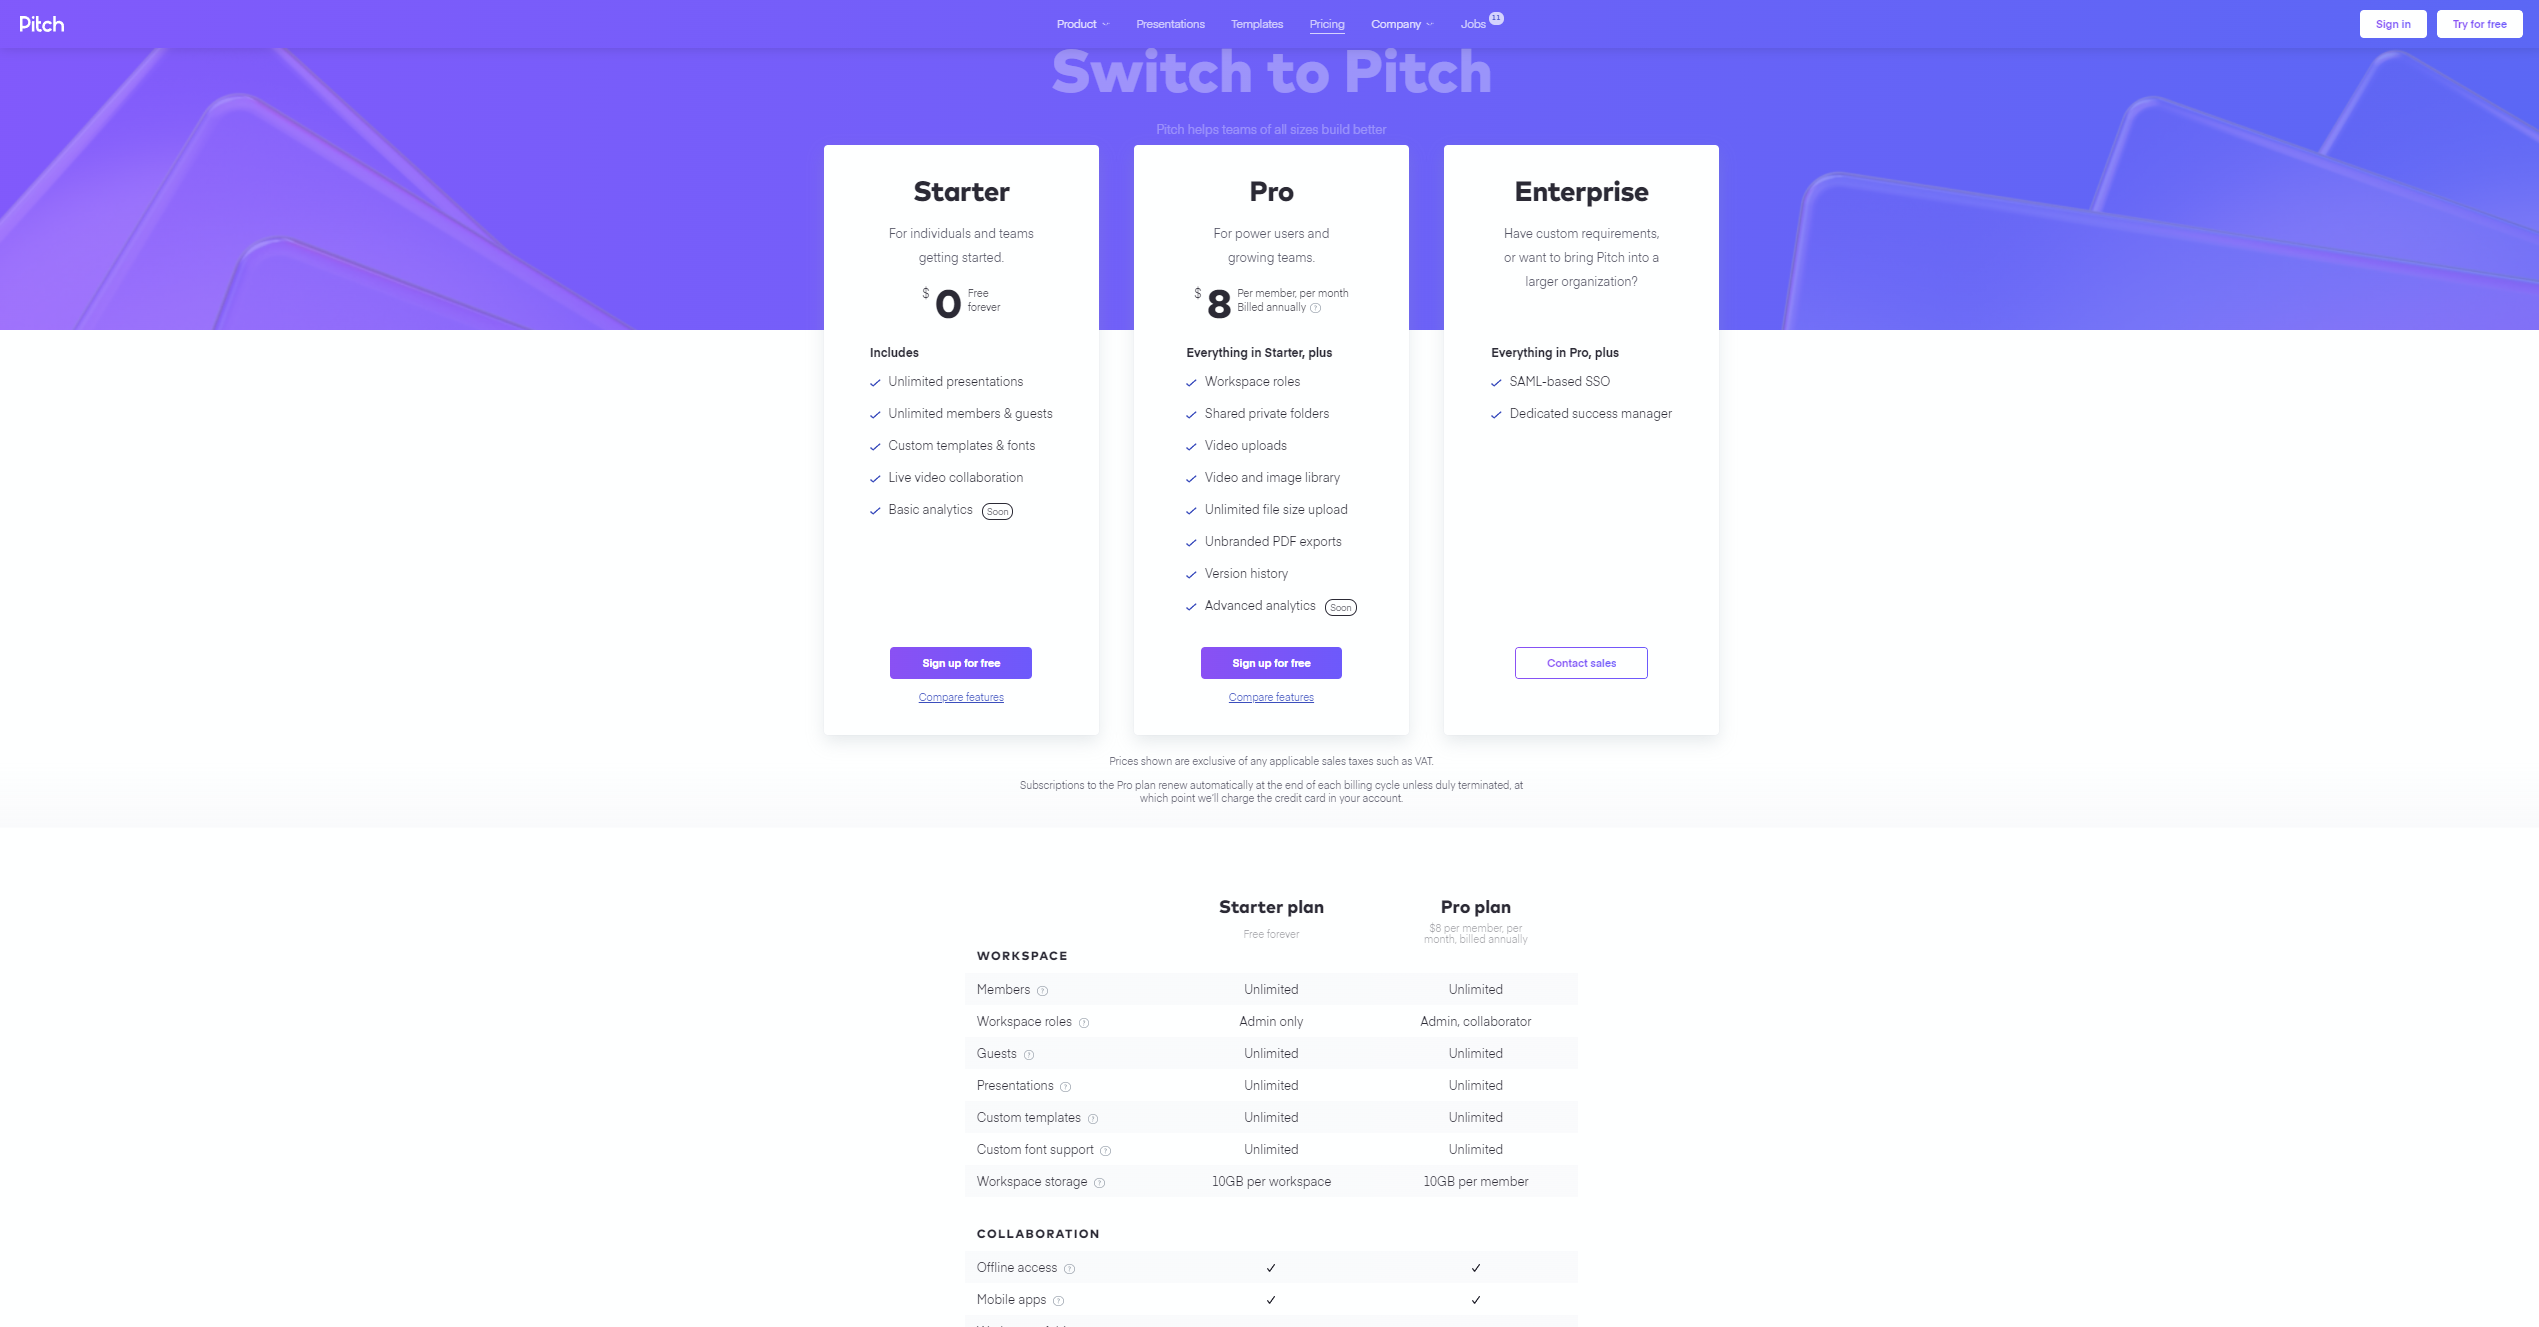 Pitch
Product
Presentations
Templates
Pricing
Company
Jobs 11
Sign in
Try for free
Switch to Pitch
Pitch helps teams of all sizes build better
Starter
For individuals and teams
getting started.
$ 0 Free
forever
Includes
Unlimited presentations
Unlimited members & guests
Custom templates & fonts
Live video collaboration
Basic analytics Soon
Sign up for free
Compare features
Pro
For power users and
growing teams.
$ 8 Per member, per month
Billed annually ?
Everything in Starter, plus
Workspace roles
Shared private folders
Video uploads
Video and image library
Unlimited file size upload
Unbranded PDF exports
Version history
Advanced analytics Soon
Sign up for free
Compare features
Enterprise
Have custom requirements,
or want to bring Pitch into a
larger organization?
Everything in Pro, plus
SAML-based SSO
Dedicated success manager
Contact sales
Prices shown are exclusive of any applicable sales taxes such as VAT.
Subscriptions to the Pro plan renew automatically at the end of each billing cycle unless duly terminated, at
which point we'll charge the credit card in your account.
Starter plan
Free forever
Pro plan
$8 per member, per
month, billed annually
WORKSPACE
Members ? Unlimited Unlimited
Workspace roles ? Admin only Admin, collaborator
Guests ? Unlimited Unlimited
Presentations ? Unlimited Unlimited
Custom templates ? Unlimited Unlimited
Custom font support ? Unlimited Unlimited
Workspace storage ? 10GB per workspace 10GB per member
COLLABORATION
Offline access ? ✓ ✓
Mobile apps ? ✓ ✓